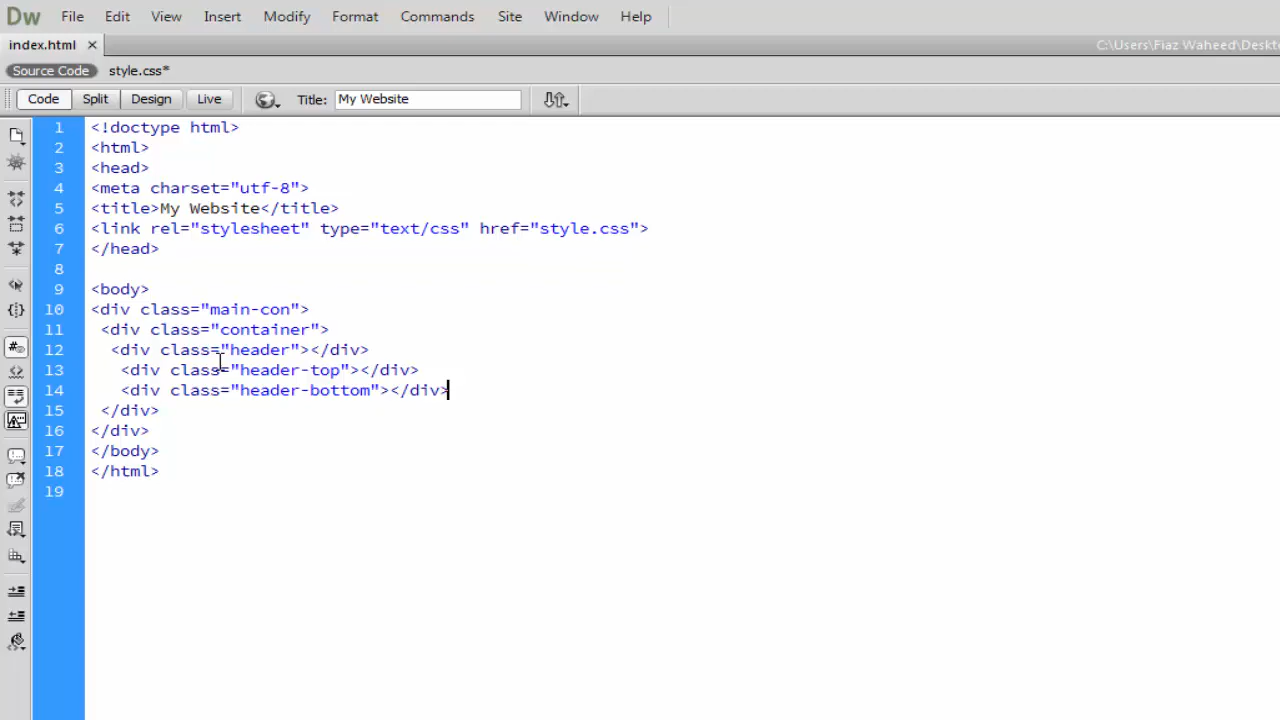 Dw File Edit View Insert Modify Format Commands Site Window Help
index.html C:\Users\Fiaz Waheed\Deskto
Source Code style.css*
Code Split Design Live Title: My Website
1 <!doctype html>
2 <html>
3 <head>
4 <meta charset="utf-8">
5 <title>My Website</title>
6 <link rel="stylesheet" type="text/css" href="style.css">
7 </head>
8
9 <body>
10 <div class="main-con">
11 <div class="container">
12 <div class="header"></div>
13 <div class="header-top"></div>
14 <div class="header-bottom"></div>
15 </div>
16 </div>
17 </body>
18 </html>
19